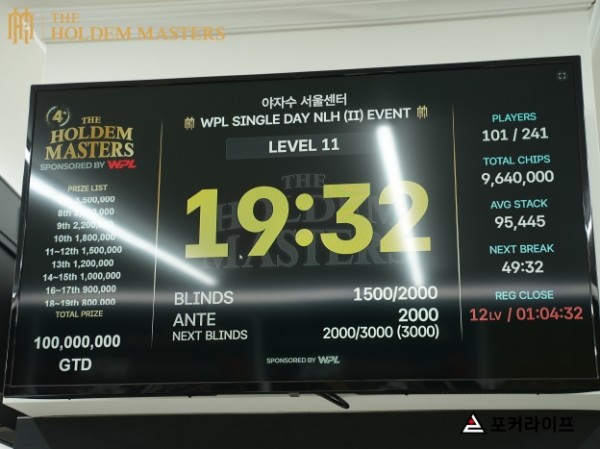 THE
HOLDEM MASTERS
4th
THE
HOLDEM
MASTERS
SPONSORED BY WPL
PRIZE LIST
8th
9th
10th 1,800,000
11~12th 1,500,000
13th 1,200,000
14~15th 1,000,000
16~17th 900,000
18~19th 800,000
TOTAL PRIZE
100,000,000
GTD
야자수 서울센터
WPL SINGLE DAY NLH (II) EVENT
LEVEL 11
THE
HOLDEM
MASTERS
19:32
BLINDS 1500/2000
ANTE 2000
NEXT BLINDS 2000/3000 (3000)
SPONSORED BY WPL
PLAYERS
101 / 241
TOTAL CHIPS
9,640,000
AVG STACK
95,445
NEXT BREAK
49:32
REG CLOSE
12LV / 01:04:32
포커라이프